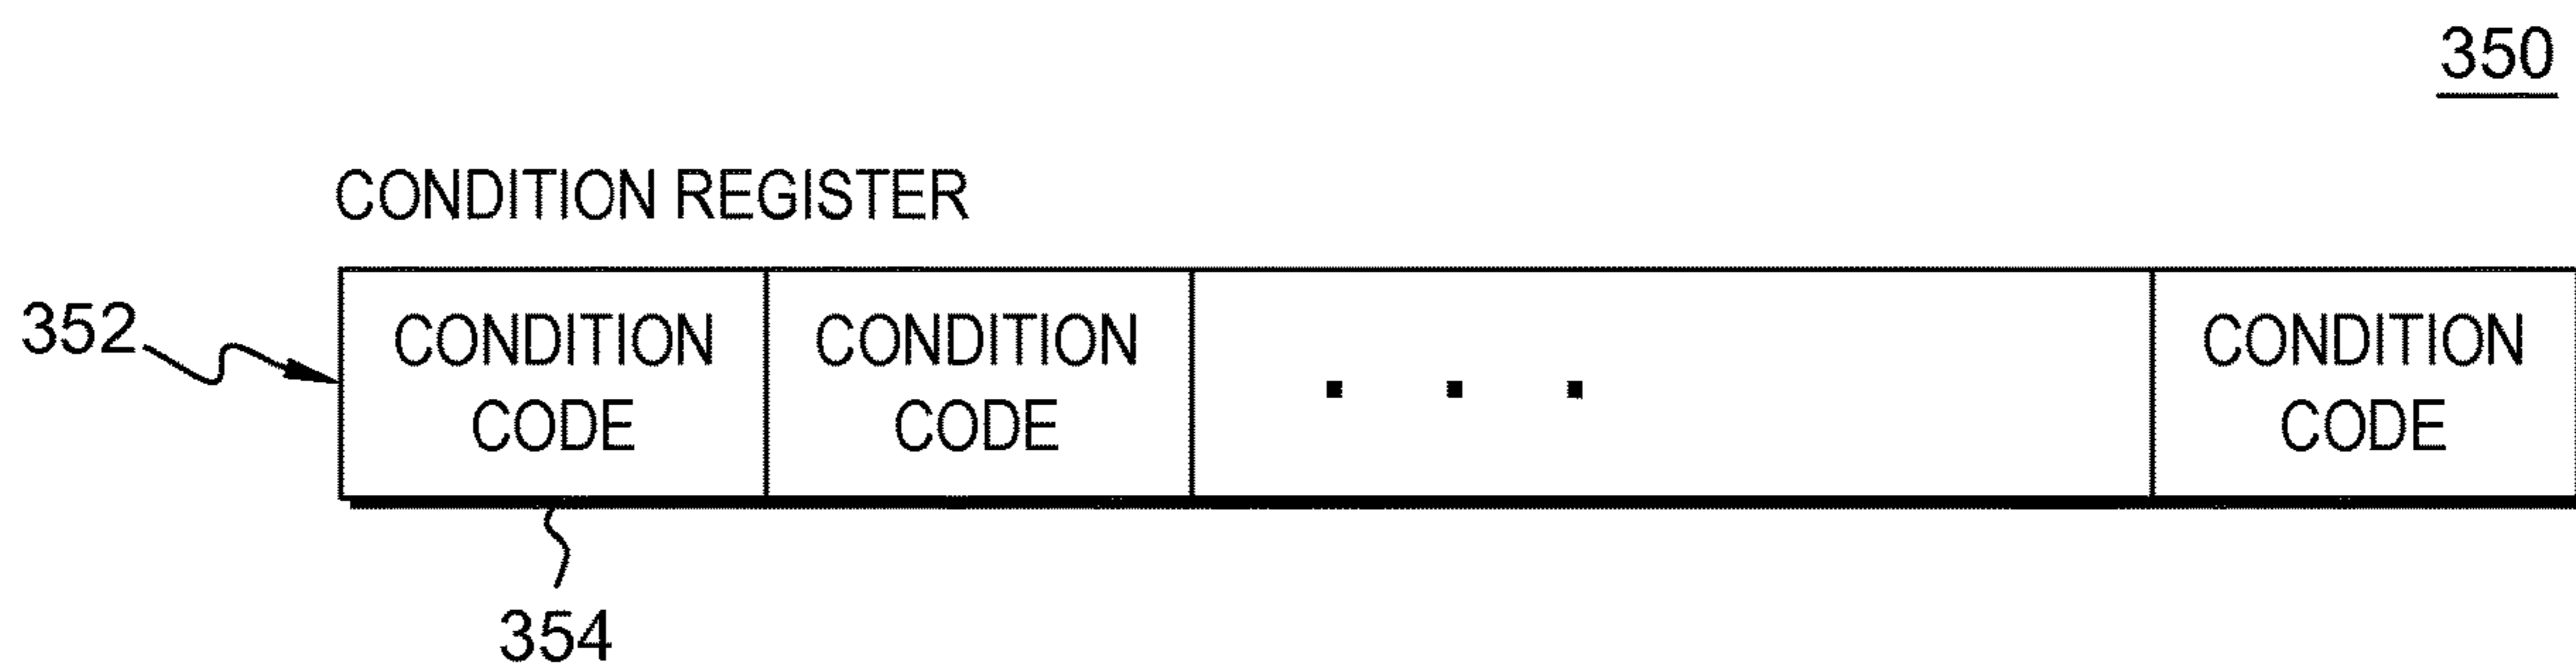 350
CONDITION REGISTER
352
CONDITION
CODE
CONDITION
CODE
. . .
CONDITION
CODE
354